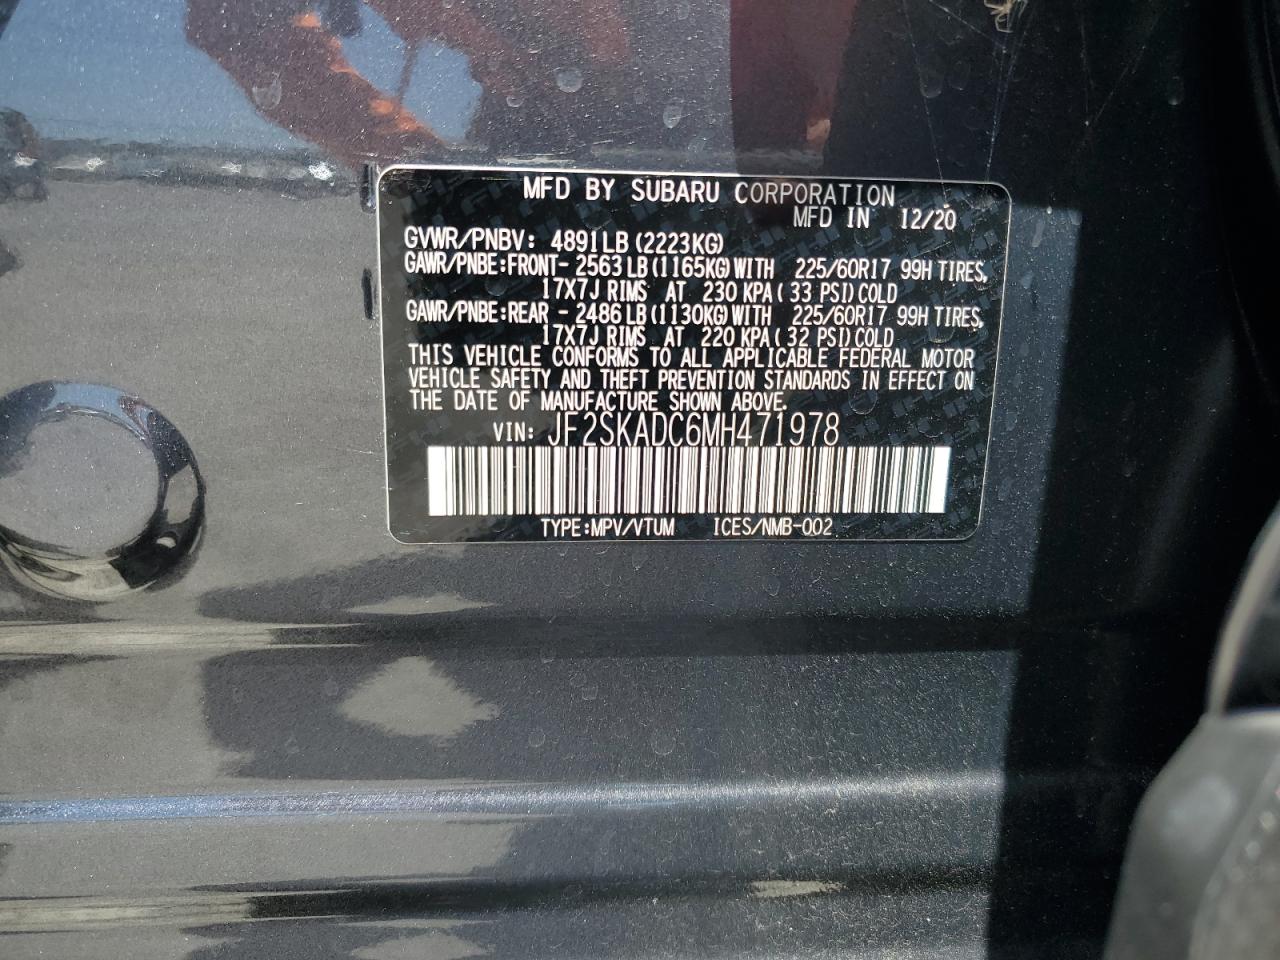 MFD BY SUBARU CORPORATION
MFD IN 12/20
GVWR/PNBV: 4891LB (2223KG)
GAWR/PNBE:FRONT- 2563LB(1165KG)WITH 225/60R17 99H TIRES,
17X7J RIMS AT 230 KPA( 33 PSI)COLD
GAWR/PNBE:REAR - 2486LB(1130KG)WITH 225/60R17 99H TIRES,
17X7J RIMS AT 220 KPA( 32 PSI)COLD
THIS VEHICLE CONFORMS TO ALL APPLICABLE FEDERAL MOTOR
VEHICLE SAFETY AND THEFT PREVENTION STANDARDS IN EFFECT ON
THE DATE OF MANUFACTURE SHOWN ABOVE.
VIN: JF2SKADC6MH471978
TYPE:MPV/VTUM ICES/NMB-002